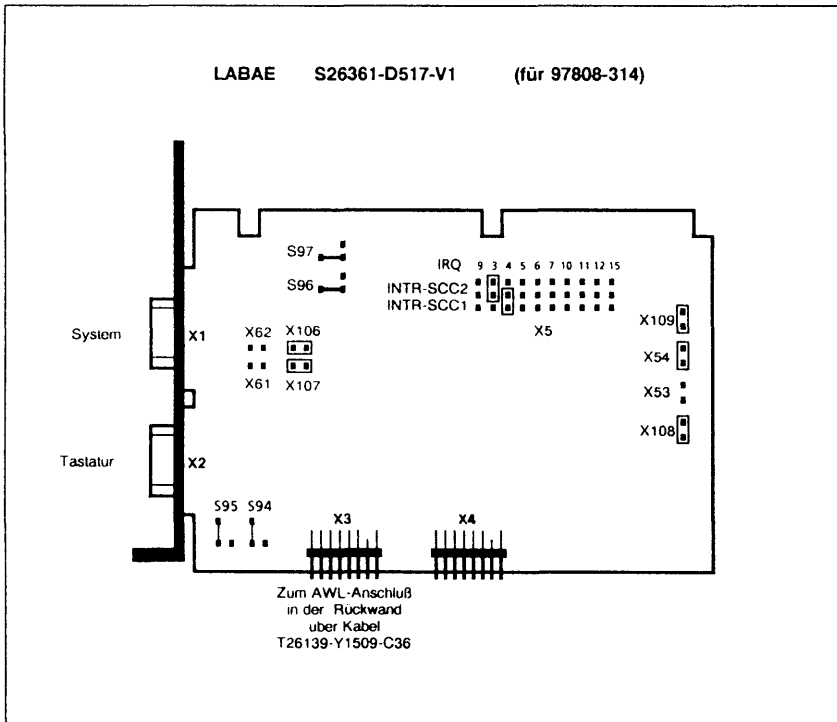 LABAE S26361-D517-V1 (für 97808-314)
S97
S96
IRQ 9 3 4 5 6 7 10 11 12 15
INTR-SCC2
INTR-SCC1
X5
System
X1
X62 X106
X61 X107
X109
X54
X53
X108
Tastatur
X2
S95 S94
X3
X4
Zum AWL-Anschluß
in der Rückwand
uber Kabel
T26139-Y1509-C36